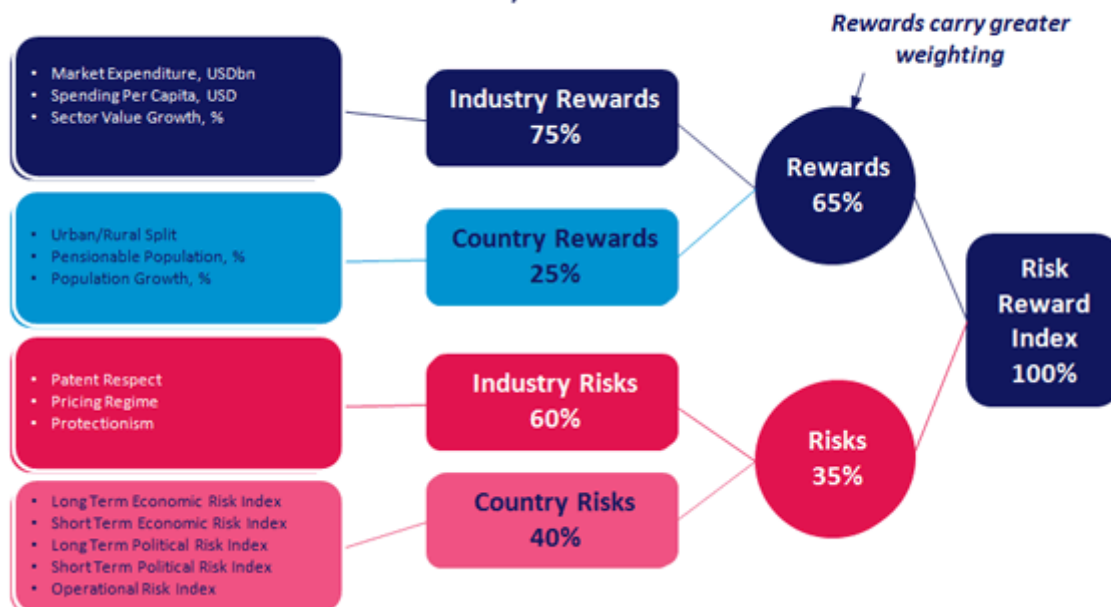 Rewards carry greater
weighting
• Market Expenditure, USDbn
• Spending Per Capita, USD
• Sector Value Growth, %
Industry Rewards
75%
Rewards
65%
• Urban/Rural Split
• Pensionable Population, %
• Population Growth, %
Country Rewards
25%
Risk
Reward
Index
100%
• Patent Respect
• Pricing Regime
• Protectionism
Industry Risks
60%
Risks
35%
• Long Term Economic Risk Index
• Short Term Economic Risk Index
• Long Term Political Risk Index
• Short Term Political Risk Index
• Operational Risk Index
Country Risks
40%